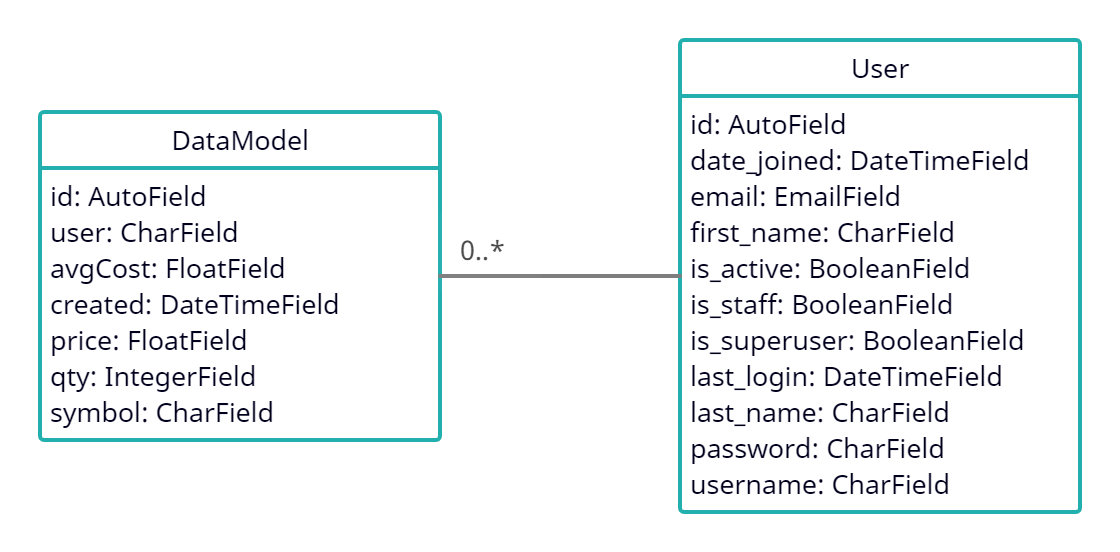 DataModel
id: AutoField
user: CharField
avgCost: FloatField
created: DateTimeField
price: FloatField
qty: IntegerField
symbol: CharField
0..*
User
id: AutoField
date_joined: DateTimeField
email: EmailField
first_name: CharField
is_active: BooleanField
is_staff: BooleanField
is_superuser: BooleanField
last_login: DateTimeField
last_name: CharField
password: CharField
username: CharField